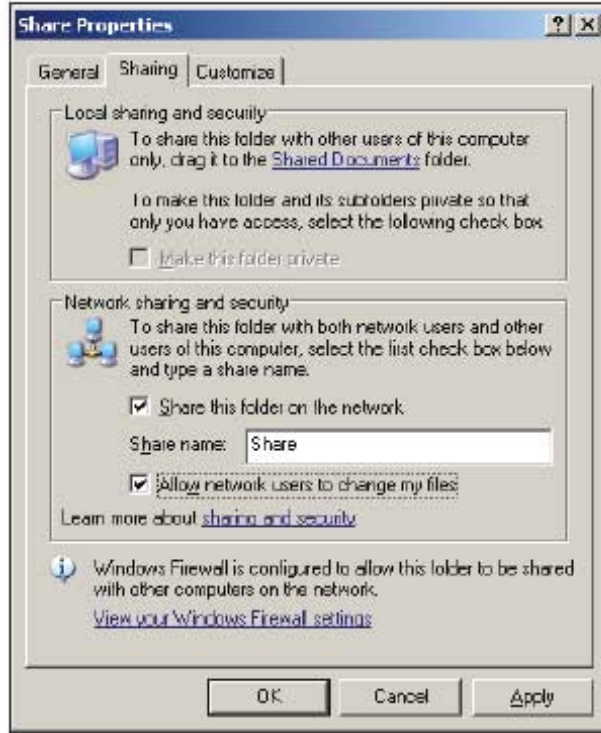 Share Properties
General
Sharing
Customize
Local sharing and security
To share this folder with other users of this computer
only, drag it to the Shared Documents folder.
To make this folder and its subfolders private so that
only you have access, select the following check box
Make this folder private
Network sharing and security
To share this folder with both network users and other
users of this computer, select the first check box below
and type a share name.
Share this folder on the network
Share name: Share
Allow network users to change my files
Learn more about sharing and security
Windows Firewall is configured to allow this folder to be shared
with other computers on the network.
View your Windows Firewall settings
OK
Cancel
Apply